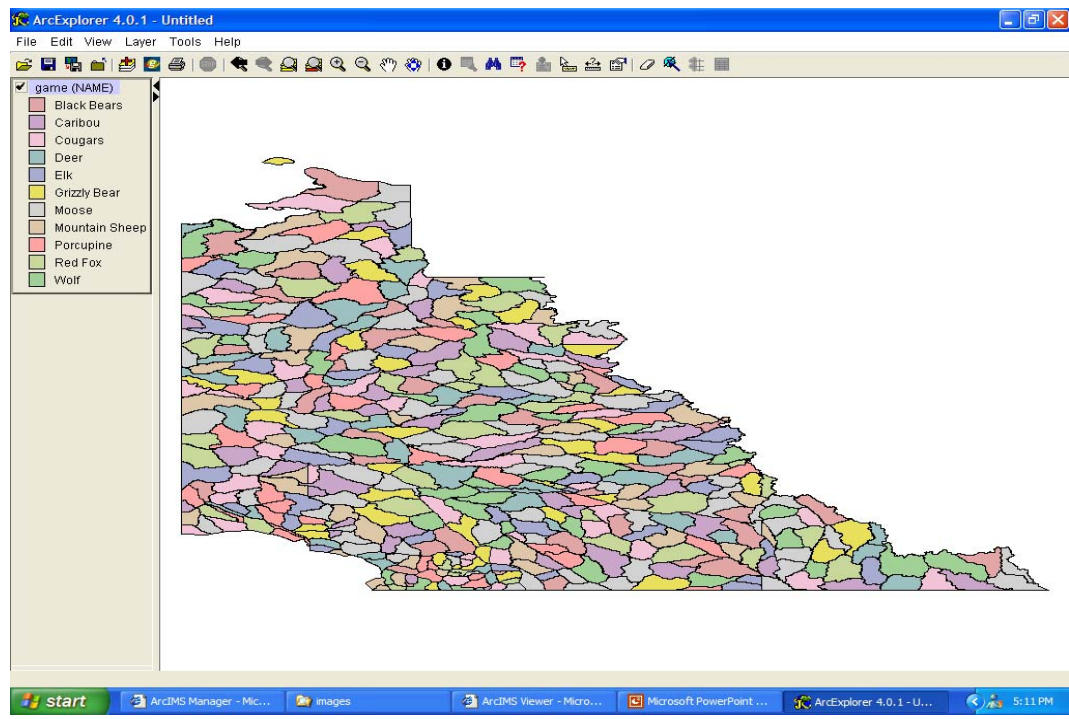 ArcExplorer 4.0.1 - Untitled
File Edit View Layer Tools Help
game (NAME)
Black Bears
Caribou
Cougars
Deer
Elk
Grizzly Bear
Moose
Mountain Sheep
Porcupine
Red Fox
Wolf
start ArcIMS Manager - Mic... images ArcIMS Viewer - Micro... Microsoft PowerPoint ... ArcExplorer 4.0.1 - U... 5:11 PM